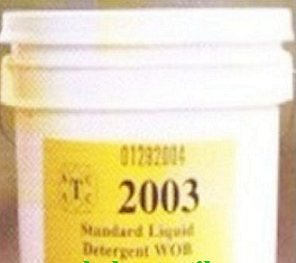 01292004
T
2003
Standard Liquid
Detergent WOB